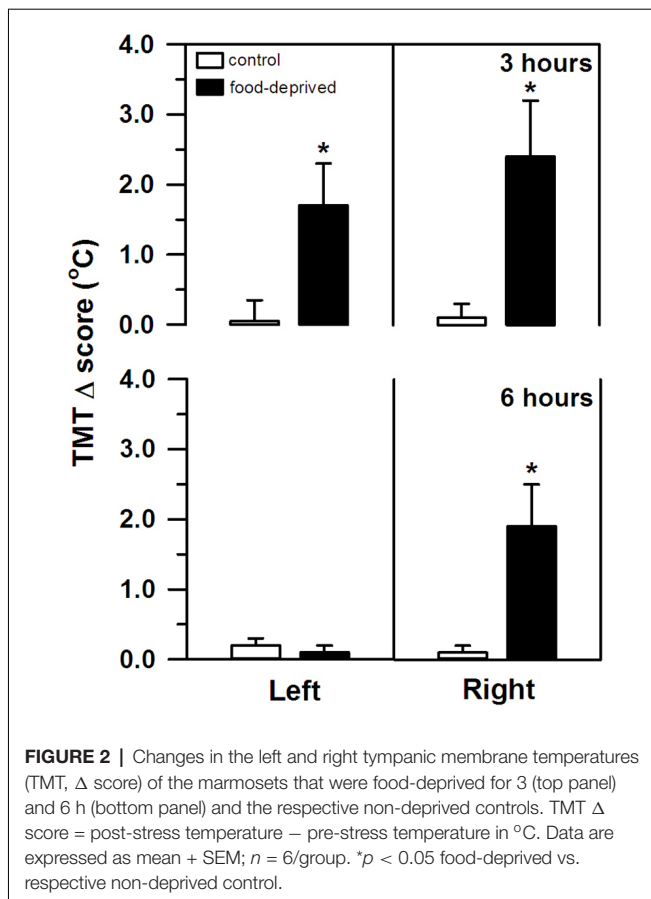 TMT Δ score (°C)
4.0
3.0
2.0
1.0
0.0
control
food-deprived
*
3 hours
*
4.0
3.0
2.0
1.0
0.0
6 hours
*
Left
Right
FIGURE 2 | Changes in the left and right tympanic membrane temperatures
(TMT, Δ score) of the marmosets that were food-deprived for 3 (top panel)
and 6 h (bottom panel) and the respective non-deprived controls. TMT Δ
score = post-stress temperature − pre-stress temperature in °C. Data are
expressed as mean + SEM; n = 6/group. *p < 0.05 food-deprived vs.
respective non-deprived control.